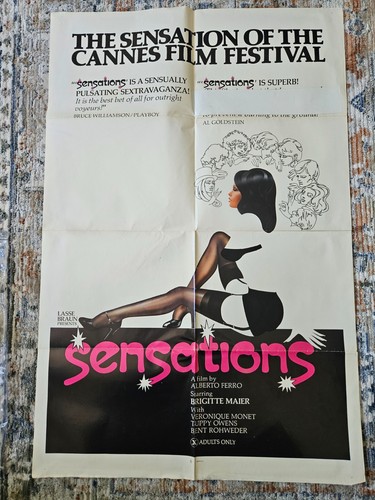 THE SENSATION OF THE
CANNES FILM FESTIVAL
sensations IS A SENSUALLY
PULSATING EXTRAVAGANZA!
It is the best bet of all for outright
voyeurs!"
BRUCE WILLIAMSON/PLAYBOY
sensations IS SUPERB!
AL GOLDSTEIN
LASSE
BRAUN
PRESENTS
sensations
A film by
ALBERTO FERRO
Starring
BRIGITTE MAIER
With
VERONIQUE MONET
TUPPY OWENS
BENT ROHWEDER
X ADULTS ONLY